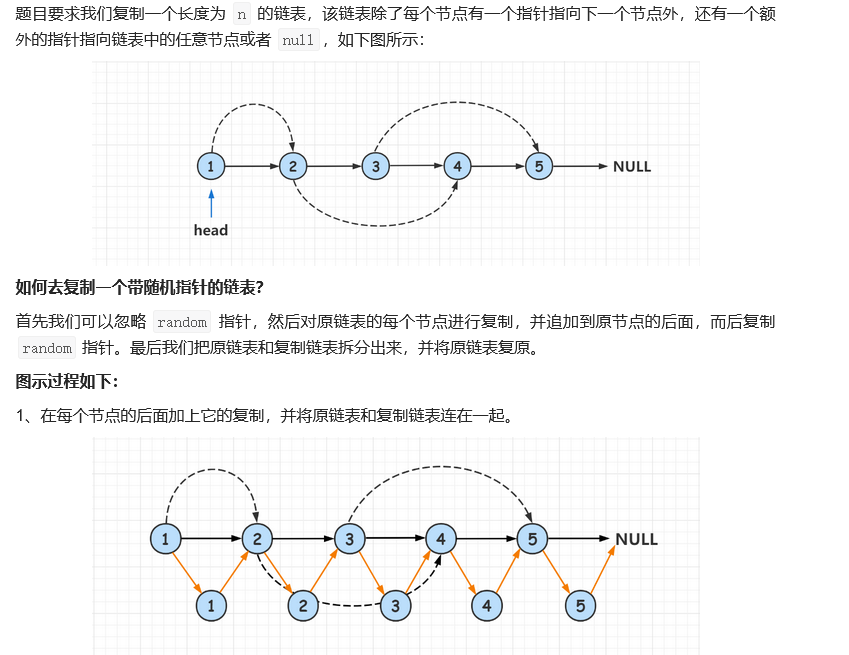 题目要求我们复制一个长度为 n 的链表，该链表除了每个节点有一个指针指向下一个节点外，还有一个额
外的指针指向链表中的任意节点或者 null ，如下图所示：
1 2 3 4 5 NULL
head
如何去复制一个带随机指针的链表？
首先我们可以忽略 random 指针，然后对原链表的每个节点进行复制，并追加到原节点的后面，而后复制
random 指针。最后我们把原链表和复制链表拆分出来，并将原链表复原。
图示过程如下：
1、在每个节点的后面加上它的复制，并将原链表和复制链表连在一起。
1 2 3 4 5 NULL
1 2 3 4 5